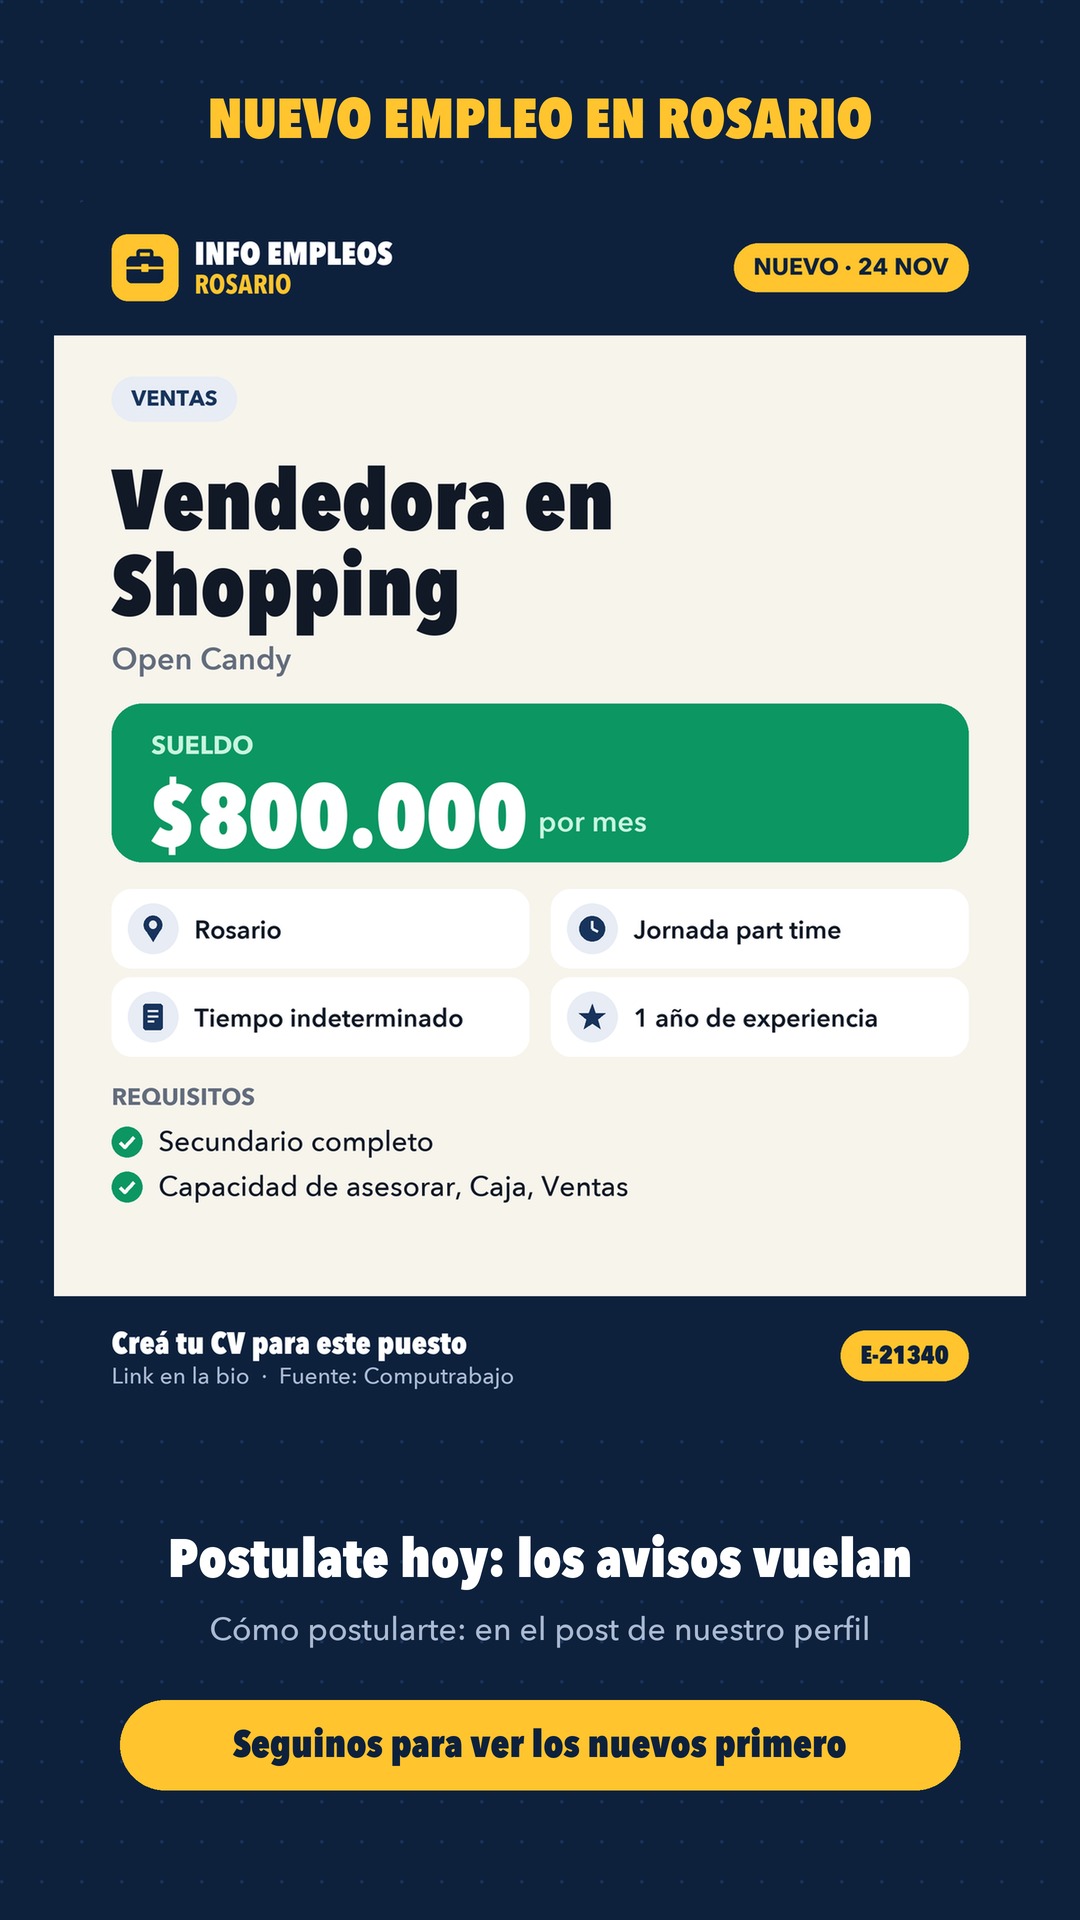 NUEVO EMPLEO EN ROSARIO
INFO EMPLEOS
ROSARIO
NUEVO · 24 NOV
VENTAS
Vendedora en
Shopping
Open Candy
SUELDO
$800.000 por mes
Rosario
Jornada part time
Tiempo indeterminado
1 año de experiencia
REQUISITOS
Secundario completo
Capacidad de asesorar, Caja, Ventas
Creá tu CV para este puesto
Link en la bio · Fuente: Computrabajo
E-21340
Postulate hoy: los avisos vuelan
Cómo postularte: en el post de nuestro perfil
Seguinos para ver los nuevos primero